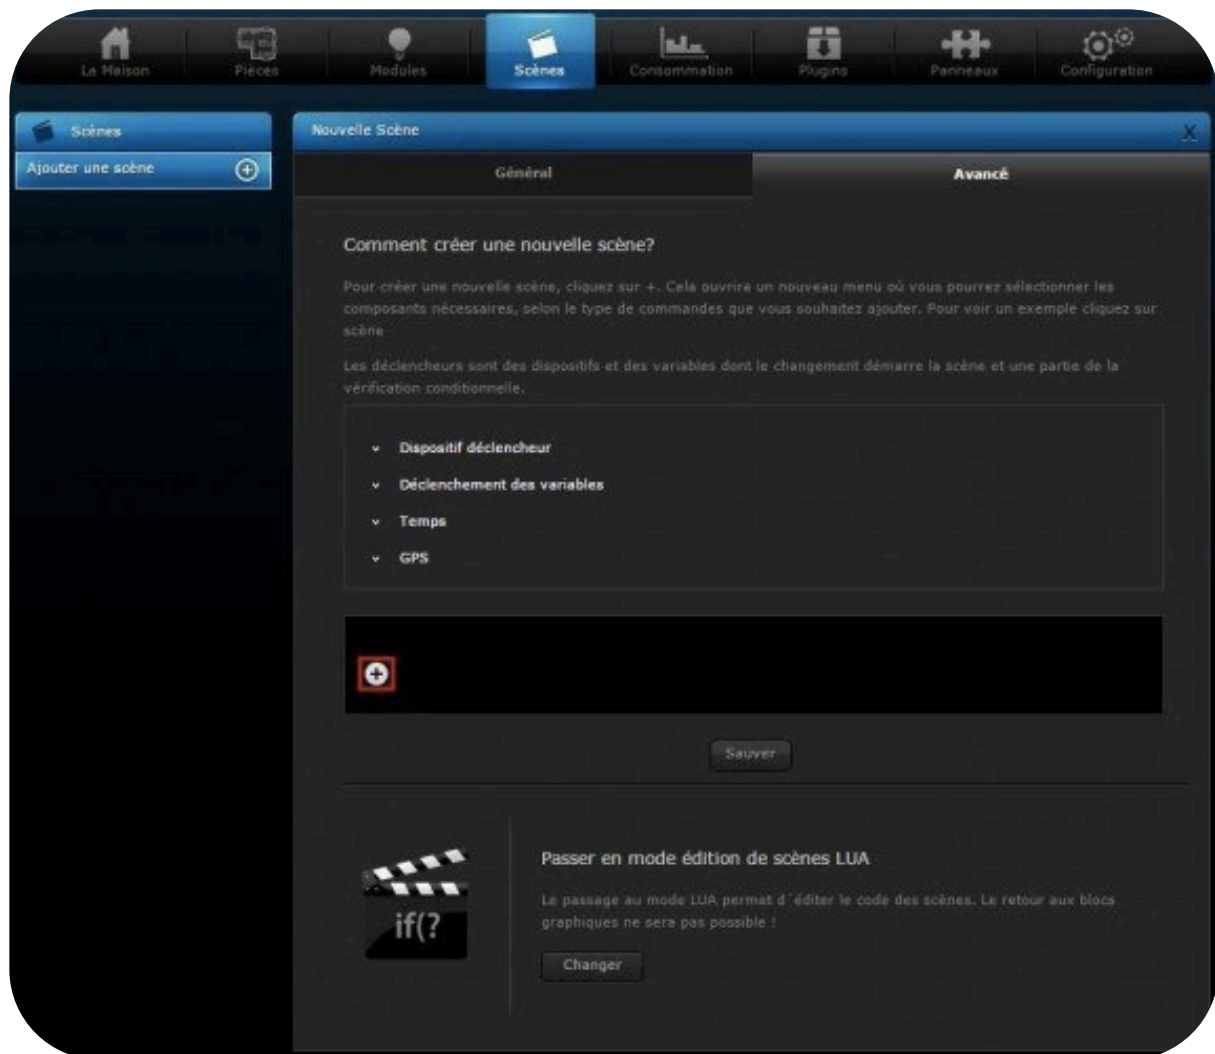 La Maison
Pièces
Modules
Scènes
Consommation
Plugins
Panneaux
Configuration
Scènes
Ajouter une scène
Nouvelle Scène
X
Général
Avancé
Comment créer une nouvelle scène?
Pour créer une nouvelle scène, cliquez sur +. Cela ouvrira un nouveau menu où vous pourrez sélectionner les
composants nécessaires, selon le type de commandes que vous souhaitez ajouter. Pour voir un exemple cliquez sur
scène
Les déclencheurs sont des dispositifs et des variables dont le changement démarre la scène et une partie de la
vérification conditionnelle.
Dispositif déclencheur
Déclenchement des variables
Temps
GPS
Sauver
if(?
Passer en mode édition de scènes LUA
Le passage au mode LUA permet d´éditer le code des scènes. Le retour aux blocs
graphiques ne sera pas possible !
Changer